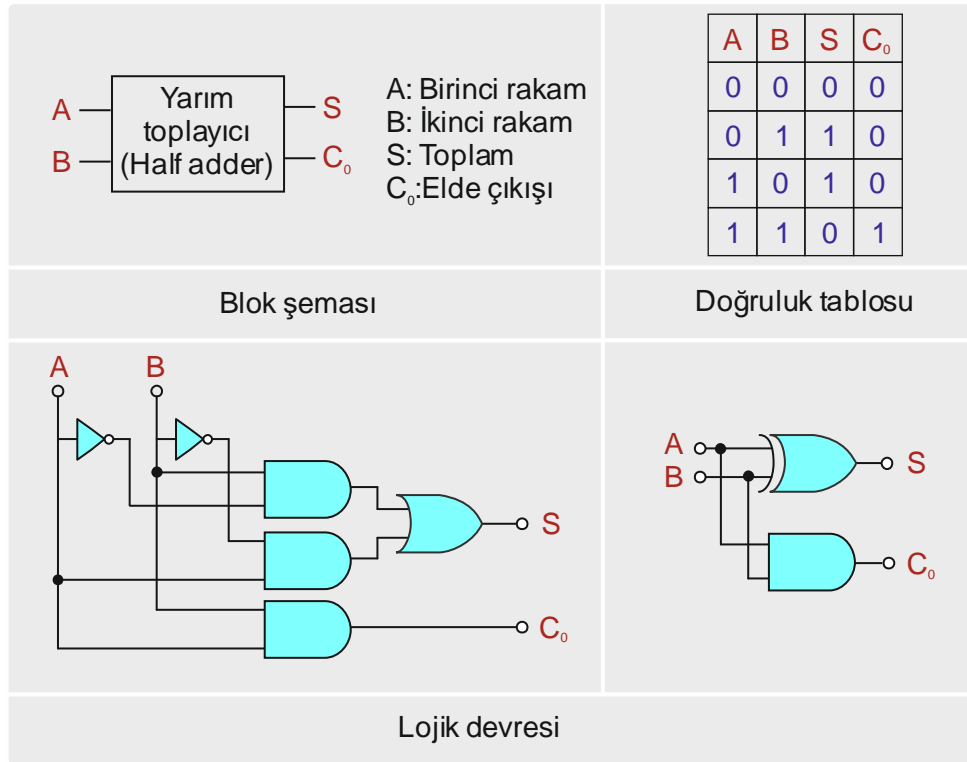 A
B
Yarım
toplayıcı
(Half adder)
S
C₀
A: Birinci rakam
B: İkinci rakam
S: Toplam
C₀:Elde çıkışı
A B S C₀
0 0 0 0
0 1 1 0
1 0 1 0
1 1 0 1
Blok şeması
Doğruluk tablosu
A B
S
C₀
A
B
S
C₀
Lojik devresi